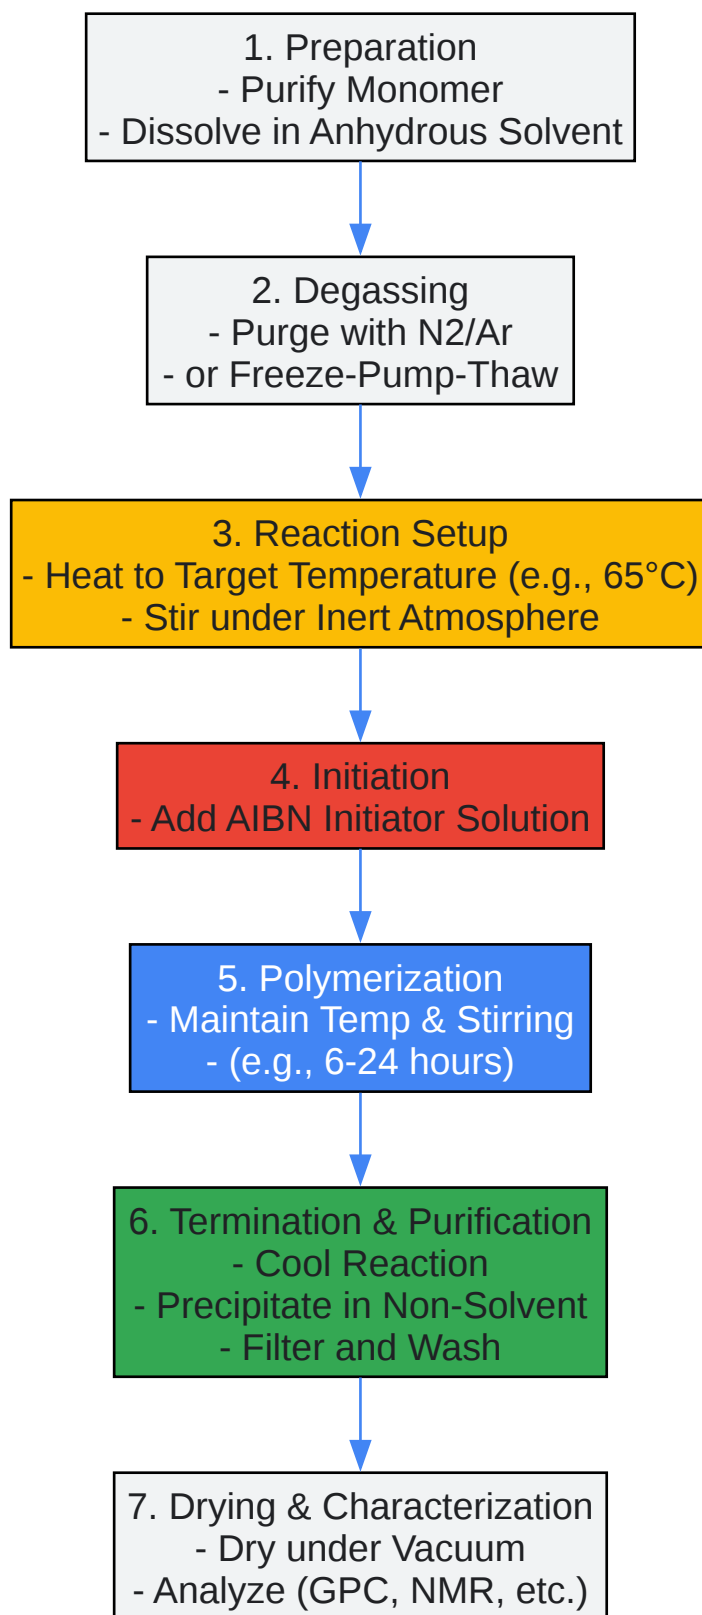 1. Preparation
- Purify Monomer
- Dissolve in Anhydrous Solvent
2. Degassing
- Purge with N2/Ar
- or Freeze-Pump-Thaw
3. Reaction Setup
- Heat to Target Temperature (e.g., 65°C)
- Stir under Inert Atmosphere
4. Initiation
- Add AIBN Initiator Solution
5. Polymerization
- Maintain Temp & Stirring
- (e.g., 6-24 hours)
6. Termination & Purification
- Cool Reaction
- Precipitate in Non-Solvent
- Filter and Wash
7. Drying & Characterization
- Dry under Vacuum
- Analyze (GPC, NMR, etc.)